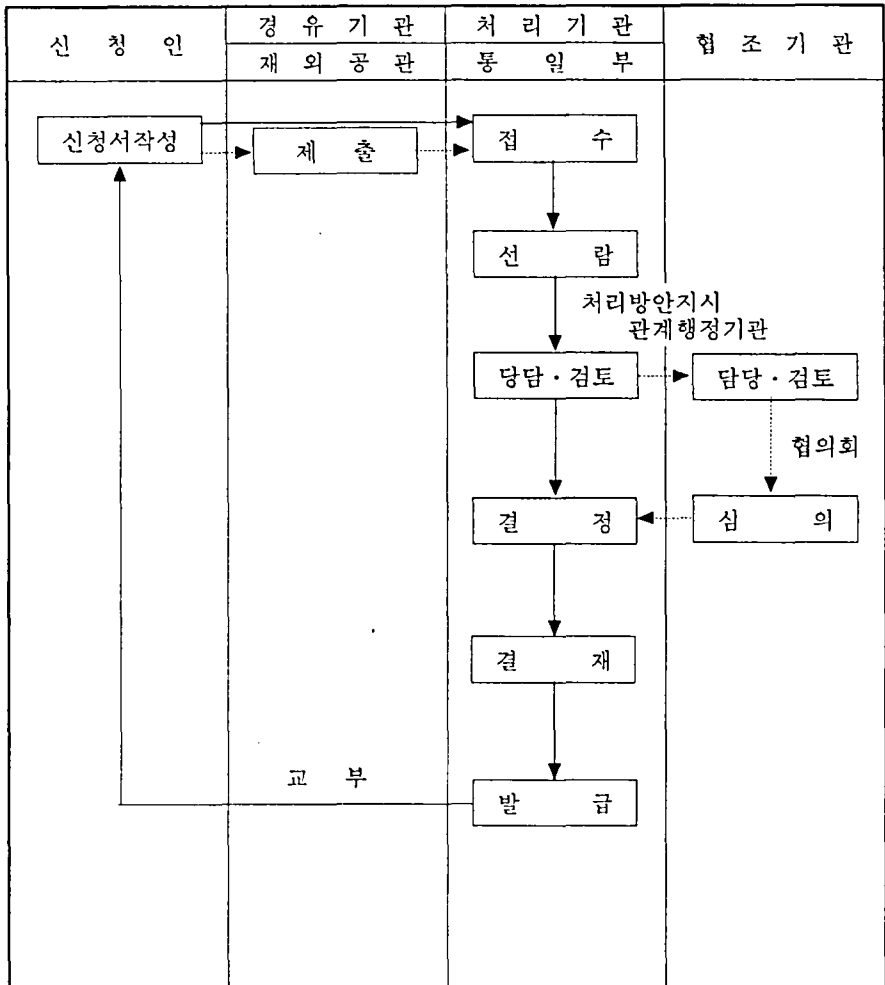 신 청 인
경 유 기 관
처 리 기 관
협 조 기 관
재 외 공 관
통 일 부
신청서작성
제 출
접 수
선 람
처리방안지시
관계행정기관
당담·검토
담당·검토
협의회
결 정
심 의
결 재
교 부
발 급